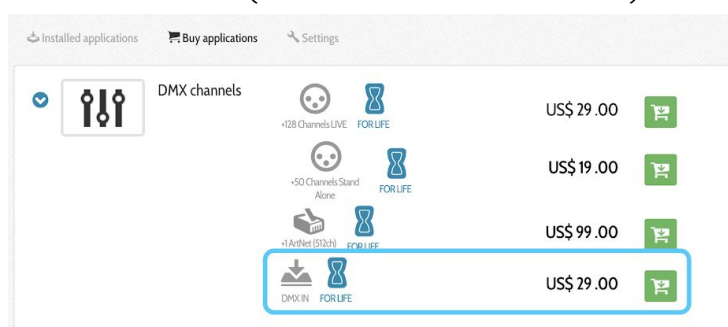 Installed applications Buy applications Settings
DMX channels
+128 Channels LIVE FOR LIFE US$ 29 .00
+50 Channels Stand Alone FOR LIFE US$ 19 .00
+1 ArtNet (512ch) FOR LIFE US$ 99 .00
DMX IN FOR LIFE US$ 29 .00